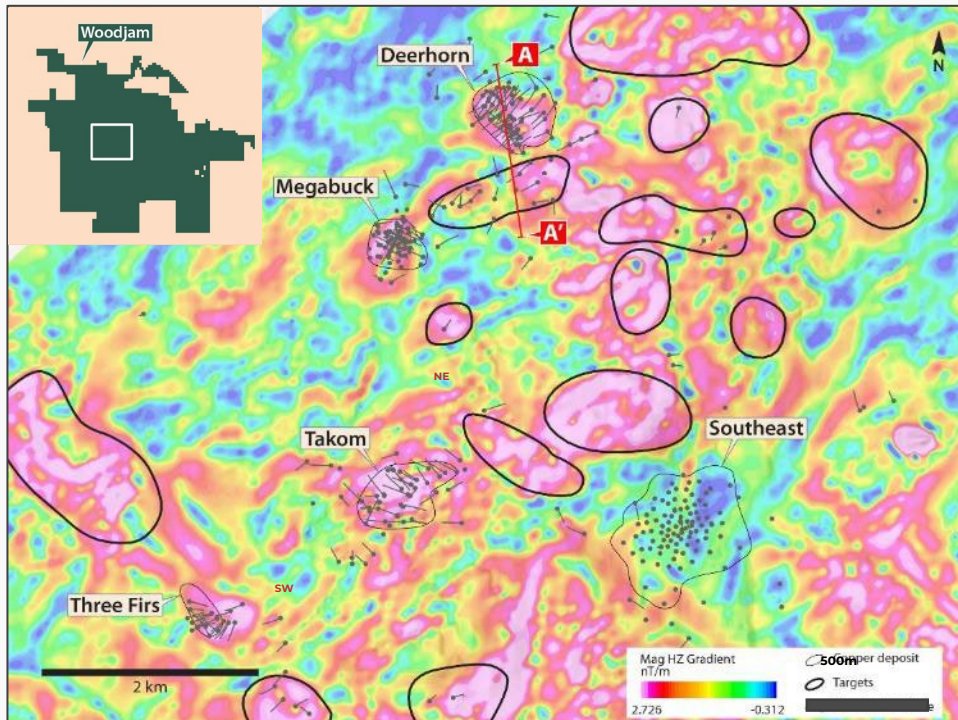 Woodjam
Deerhorn
A
N
Megabuck
A'
NE
Takom
Southeast
SW
Three Firs
2 km
Mag HZ Gradient
nT/m
2.726
-0.312
500m
deposit
Targets